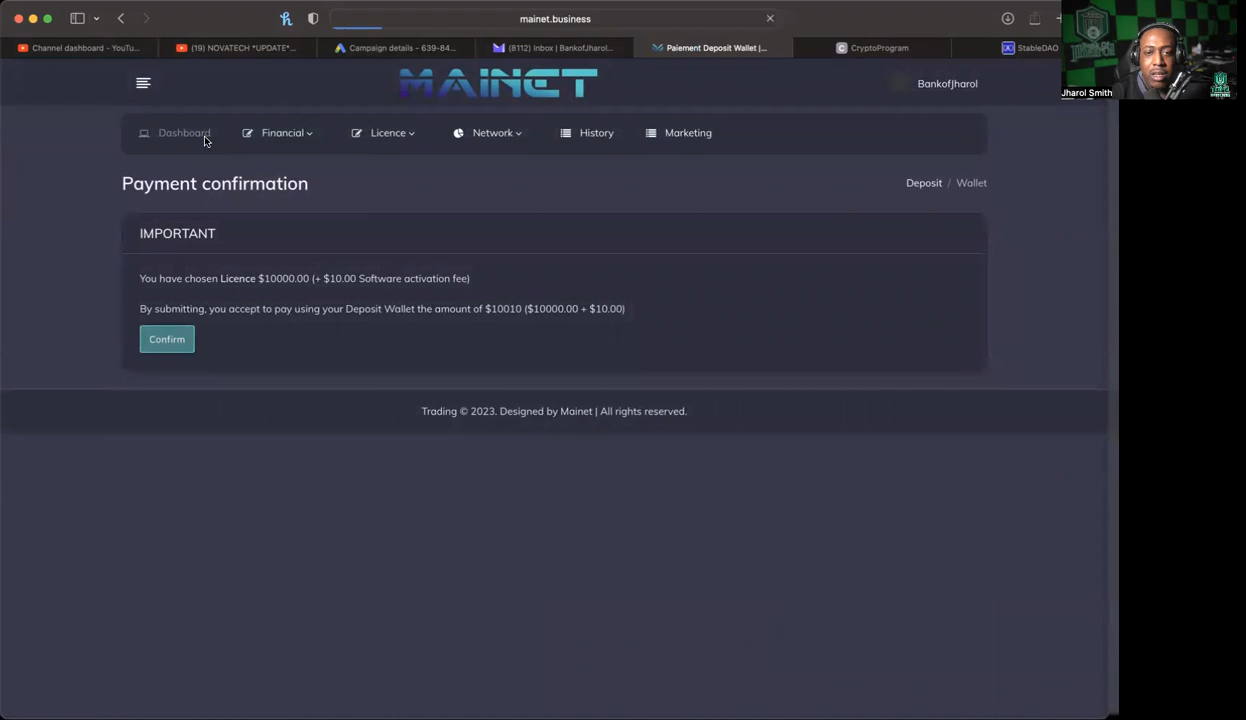 mainet.business
Channel dashboard - YouTu...
(19) NOVATECH *UPDATE*...
Campaign details - 639-84...
(8112) Inbox | BankofJharol...
Paiement Deposit Wallet |...
CryptoProgram
StableDAO
Jharol Smith
MAINET
BankofJharol
Dashboard
Financial
Licence
Network
History
Marketing
Payment confirmation
Deposit / Wallet
IMPORTANT
You have chosen Licence $10000.00 (+ $10.00 Software activation fee)
By submitting, you accept to pay using your Deposit Wallet the amount of $10010 ($10000.00 + $10.00)
Confirm
Trading © 2023. Designed by Mainet | All rights reserved.